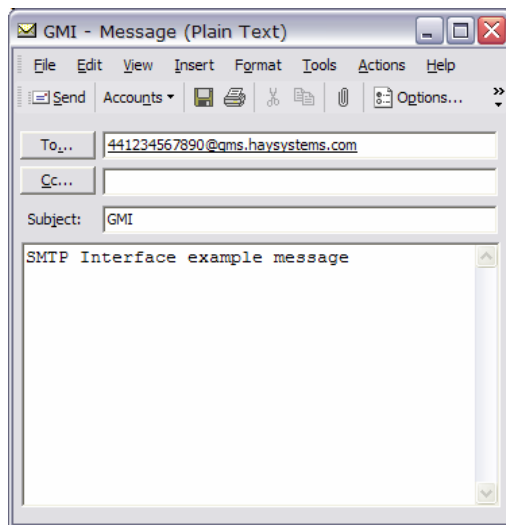 GMI - Message (Plain Text)
File Edit View Insert Format Tools Actions Help
Send Accounts Options... »
To... 441234567890@gms.haysystems.com
Cc...
Subject: GMI
SMTP Interface example message